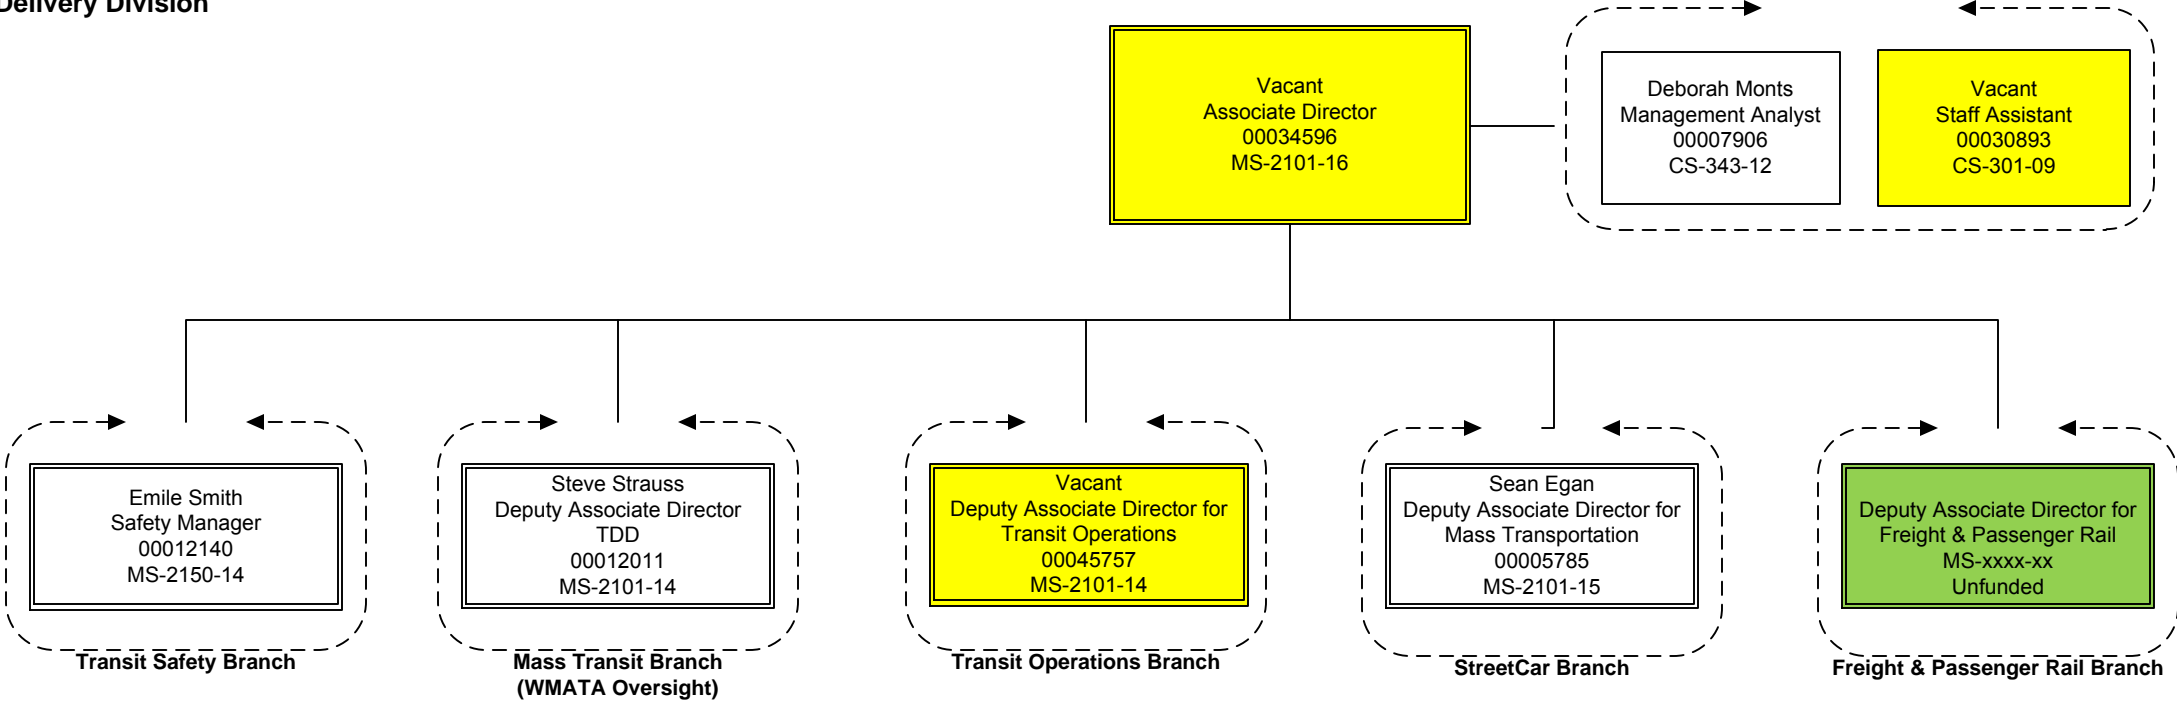 Delivery Division
Vacant
Associate Director
00034596
MS-2101-16
Deborah Monts
Management Analyst
00007906
CS-343-12
Vacant
Staff Assistant
00030893
CS-301-09
Emile Smith
Safety Manager
00012140
MS-2150-14
Transit Safety Branch
Steve Strauss
Deputy Associate Director
TDD
00012011
MS-2101-14
Mass Transit Branch
(WMATA Oversight)
Vacant
Deputy Associate Director for
Transit Operations
00045757
MS-2101-14
Transit Operations Branch
Sean Egan
Deputy Associate Director for
Mass Transportation
00005785
MS-2101-15
StreetCar Branch
Deputy Associate Director for
Freight & Passenger Rail
MS-xxxx-xx
Unfunded
Freight & Passenger Rail Branch